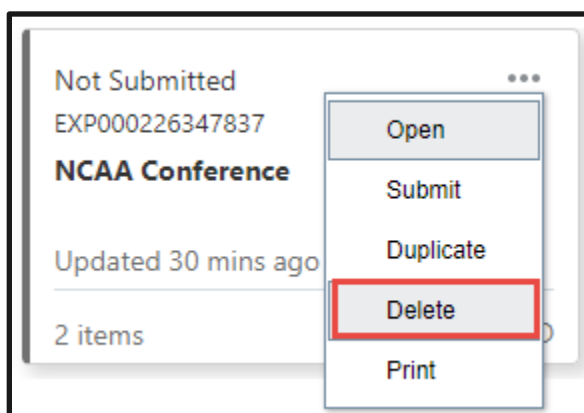 Not Submitted
EXP000226347837
NCAA Conference
Updated 30 mins ago
2 items
Open
Submit
Duplicate
Delete
Print